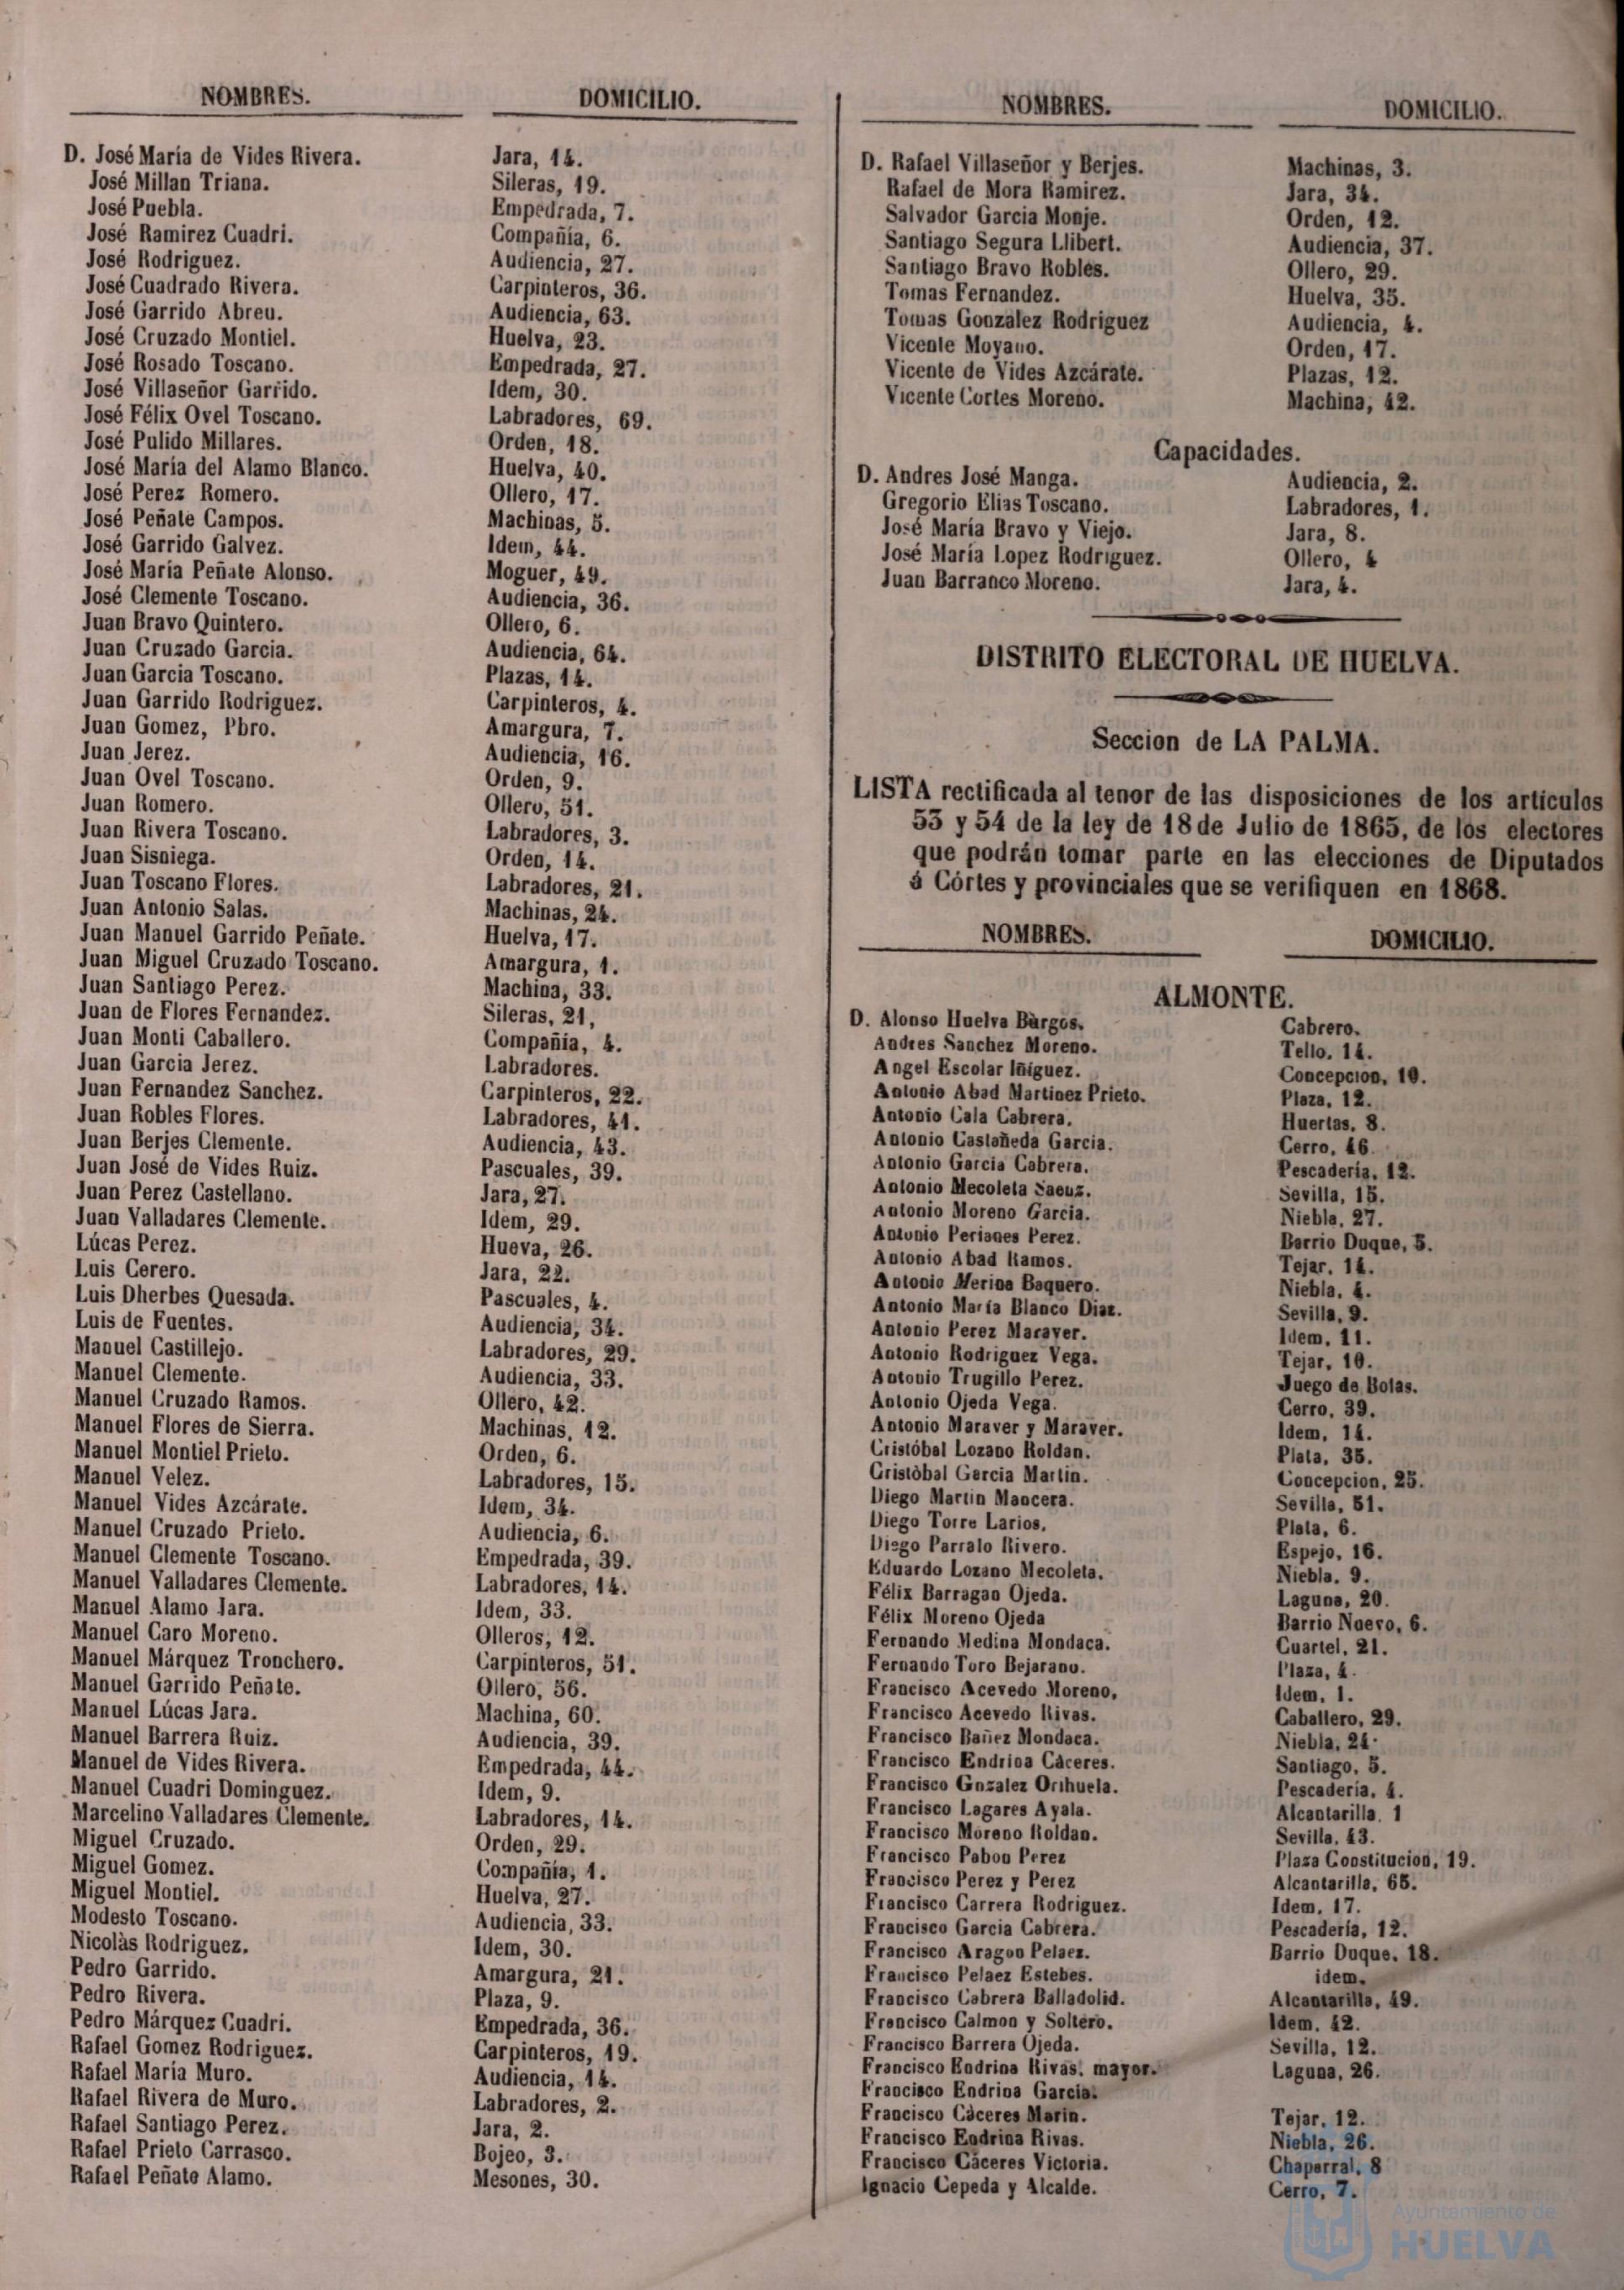 NOMBRES. DOMICILIO.
D. José María de Vides Rivera. Jara, 14.
José Millan Triana. Sileras, 19.
José Puebla. Empedrada, 7.
José Ramirez Cuadri. Compañía, 6.
José Rodriguez. Audiencia, 27.
José Cuadrado Rivera. Carpinteros, 36.
José Garrido Abreu. Audiencia, 63.
José Cruzado Montiel. Huelva, 23.
José Rosado Toscano. Empedrada, 27.
José Villaseñor Garrido. Idem, 30.
José Félix Ovel Toscano. Labradores, 69.
José Pulido Millares. Orden, 18.
José María del Alamo Blanco. Huelva, 40.
José Perez Romero. Ollero, 17.
José Peñate Campos. Machinas, 5.
José Garrido Galvez. Idem, 44.
José María Peñate Alonso. Moguer, 49.
José Clemente Toscano. Audiencia, 36.
Juan Bravo Quintero. Ollero, 6.
Juan Cruzado Garcia. Audiencia, 64.
Juan Garcia Toscano. Plazas, 14.
Juan Garrido Rodriguez. Carpinteros, 4.
Juan Gomez, Pbro. Amargura, 7.
Juan Jerez. Audiencia, 16.
Juan Ovel Toscano. Orden, 9.
Juan Romero. Ollero, 51.
Juan Rivera Toscano. Labradores, 3.
Juan Sisniega. Orden, 14.
Juan Toscano Flores. Labradores, 21.
Juan Antonio Salas. Machinas, 24.
Juan Manuel Garrido Peñate. Huelva, 17.
Juan Miguel Cruzado Toscano. Amargura, 1.
Juan Santiago Perez. Machina, 33.
Juan de Flores Fernandez. Sileras, 21,
Juan Monti Caballero. Compañía, 4.
Juan Garcia Jerez. Labradores.
Juan Fernandez Sanchez. Carpinteros, 22.
Juan Robles Flores. Labradores, 41.
Juan Berjes Clemente. Audiencia, 43.
Juan José de Vides Ruiz. Pascuales, 39.
Juan Perez Castellano. Jara, 27.
Juan Valladares Clemente. Idem, 29.
Lúcas Perez. Hueva, 26.
Luis Cerero. Jara, 22.
Luis Dherbes Quesada. Pascuales, 4.
Luis de Fuentes. Audiencia, 34.
Manuel Castillejo. Labradores, 29.
Manuel Clemente. Audiencia, 33.
Manuel Cruzado Ramos. Ollero, 42.
Manuel Flores de Sierra. Machinas, 12.
Manuel Montiel Prieto. Orden, 6.
Manuel Velez. Labradores, 15.
Manuel Vides Azcárate. Idem, 34.
Manuel Cruzado Prieto. Audiencia, 6.
Manuel Clemente Toscano. Empedrada, 39.
Manuel Valladares Clemente. Labradores, 14.
Manuel Alamo Jara. Idem, 33.
Manuel Caro Moreno. Olleros, 12.
Manuel Márquez Tronchero. Carpinteros, 51.
Manuel Garrido Peñate. Ollero, 56.
Manuel Lúcas Jara. Machina, 60.
Manuel Barrera Ruiz. Audiencia, 39.
Manuel de Vides Rivera. Empedrada, 44.
Manuel Cuadri Dominguez. Idem, 9.
Marcelino Valladares Clemente. Labradores, 14.
Miguel Cruzado. Orden, 29.
Miguel Gomez. Compañía, 1.
Miguel Montiel. Huelva, 27.
Modesto Toscano. Audiencia, 33.
Nicolàs Rodriguez. Idem, 30.
Pedro Garrido. Amargura, 21.
Pedro Rivera. Plaza, 9.
Pedro Márquez Cuadri. Empedrada, 36.
Rafael Gomez Rodriguez. Carpinteros, 19.
Rafael María Muro. Audiencia, 14.
Rafael Rivera de Muro. Labradores, 2.
Rafael Santiago Perez. Jara, 2.
Rafael Prieto Carrasco. Bojeo, 3.
Rafael Peñate Alamo. Mesones, 30.
NOMBRES. DOMICILIO.
D. Rafael Villaseñor y Berjes. Machinas, 3.
Rafael de Mora Ramirez. Jara, 34.
Salvador Garcia Monje. Orden, 12.
Santiago Segura Llibert. Audiencia, 37.
Santiago Bravo Robles. Ollero, 29.
Tomas Fernandez. Huelva, 35.
Tomas Gonzalez Rodriguez Audiencia, 4.
Vicente Moyano. Orden, 17.
Vicente de Vides Azcárate. Plazas, 12.
Vicente Cortes Moreno. Machina, 42.
Capacidades.
D. Andres José Manga. Audiencia, 2.
Gregorio Elias Toscano. Labradores, 1.
José María Bravo y Viejo. Jara, 8.
José María Lopez Rodriguez. Ollero, 4
Juan Barranco Moreno. Jara, 4.
DISTRITO ELECTORAL DE HUELVA.
Seccion de LA PALMA.
LISTA rectificada al tenor de las disposiciones de los artículos
53 y 54 de la ley de 18 de Julio de 1865, de los electores
que podrán tomar parte en las elecciones de Diputados
á Córtes y provinciales que se verifiquen en 1868.
NOMBRES. DOMICILIO.
ALMONTE.
D. Alonso Huelva Bùrgos. Cabrero.
Andres Sanchez Moreno. Tello, 14.
Angel Escolar Iñiguez. Concepcion, 10.
Antonio Abad Martinez Prieto. Plaza, 12.
Antonio Cala Cabrera. Huertas, 8.
Antonio Castañeda Garcia. Cerro, 46.
Antonio Garcia Cabrera. Pescadería, 12.
Antonio Mecoleta Saenz. Sevilla, 15.
Antonio Moreno Garcia. Niebla, 27.
Antonio Perianes Perez. Barrio Duque, 5.
Antonio Abad Ramos. Tejar, 14.
Antonio Merina Baquero. Niebla, 4.
Antonio María Blanco Diaz. Sevilla, 9.
Antonio Perez Maraver. Idem, 11.
Antonio Rodriguez Vega. Tejar, 10.
Antonio Trugillo Perez. Juego de Bolas.
Antonio Ojeda Vega. Cerro, 39.
Antonio Maraver y Maraver. Idem, 14.
Cristóbal Lozano Roldan. Plata, 35.
Cristòbal Garcia Martin. Concepcion, 25.
Diego Martin Mancera. Sevilla, 51.
Diego Torre Larios, Plata, 6.
Diego Parralo Rivero. Espejo, 16.
Eduardo Lozano Mecoleta. Niebla, 9.
Félix Barragan Ojeda. Laguna, 20.
Félix Moreno Ojeda Barrio Nuevo, 6.
Fernando Medina Mondaca. Cuartel, 21.
Fernando Toro Bejarano. Plaza, 4.
Francisco Acevedo Moreno, Idem, 1.
Francisco Acevedo Rivas. Caballero, 29.
Francisco Bañez Mondaca. Niebla, 24.
Francisco Endrina Càceres. Santiago, 5.
Francisco Gnzalez Orihuela. Pescadería, 4.
Francisco Lagares Ayala. Alcantarilla, 1
Francisco Moreno Roldan. Sevilla, 43.
Francisco Pabon Perez Plaza Constitucion, 19.
Francisco Perez y Perez Alcantarilla, 65.
Francisco Carrera Rodriguez. Idem, 17.
Francisco Garcia Cabrera. Pescadería, 12.
Francisco Aragon Pelaez. Barrio Duque, 18.
Francisco Pelaez Estebes. idem.
Francisco Cabrera Balladolid. Alcantarilla, 49.
Francisco Calmon y Soltero. Idem, 42.
Francisco Barrera Ojeda. Sevilla, 12.
Francisco Endrina Rivas, mayor. Laguna, 26.
Francisco Endrina Garcia.
Francisco Càceres Marin. Tejar, 12.
Francisco Endrina Rivas. Niebla, 26.
Francisco Càceres Victoria. Chaparral, 8
Ignacio Cepeda y Alcalde. Cerro, 7.
Ayuntamiento de
HUELVA